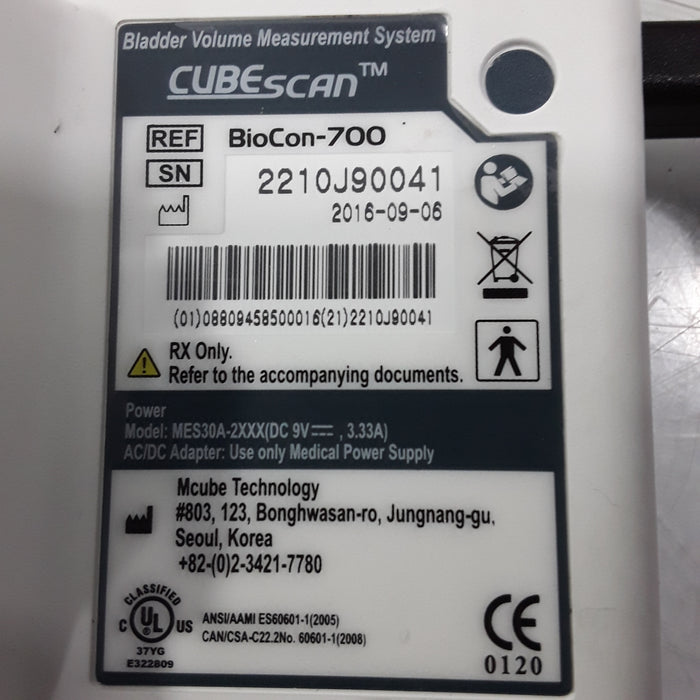 Bladder Volume Measurement System
CUBEscan™
REF BioCon-700
SN 2210J90041
2016-09-06
(01)08809458500016(21)2210J90041
RX Only.
Refer to the accompanying documents.
Power
Model: MES30A-2XXX(DC 9V⎓, 3.33A)
AC/DC Adapter: Use only Medical Power Supply
Mcube Technology
#803, 123, Bonghwasan-ro, Jungnang-gu,
Seoul, Korea
+82-(0)2-3421-7780
CLASSIFIED
C UL US
37YG
E322809
ANSI/AAMI ES60601-1(2005)
CAN/CSA-C22.2No. 60601-1(2008)
CE
0120